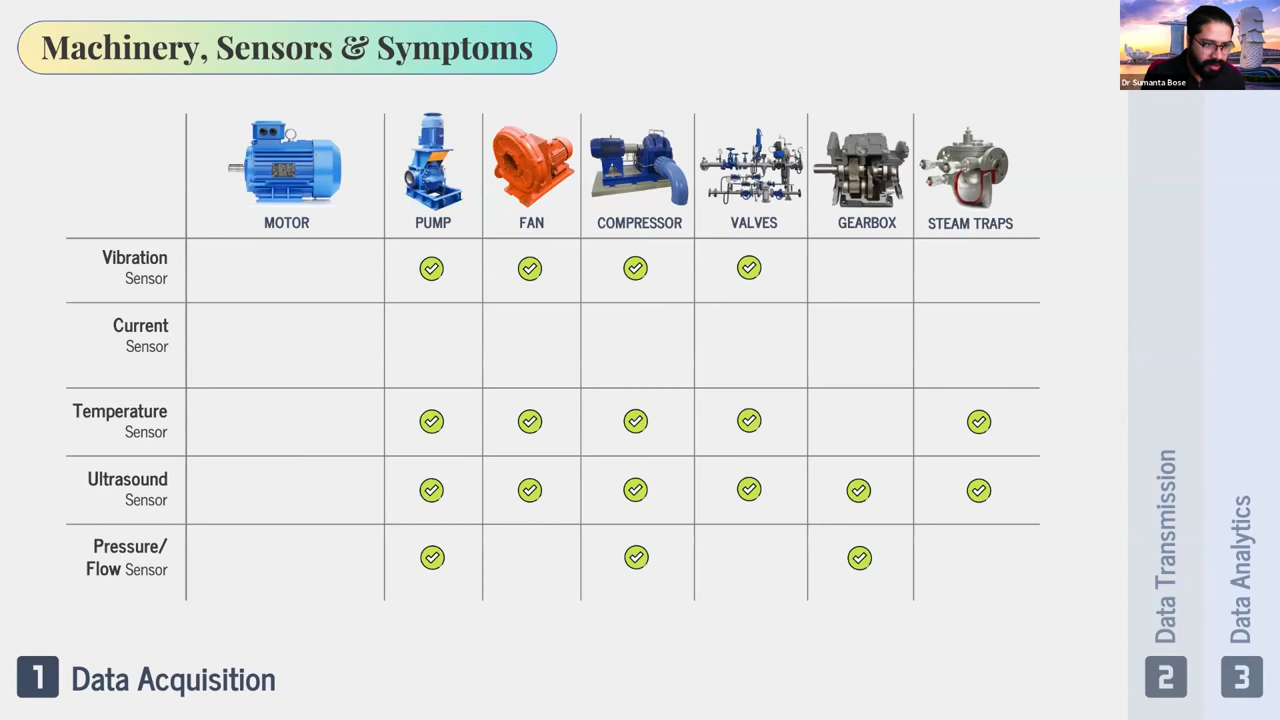 Machinery, Sensors & Symptoms
Dr Sumanta Bose
MOTOR
PUMP
FAN
COMPRESSOR
VALVES
GEARBOX
STEAM TRAPS
Vibration
Sensor
Current
Sensor
Temperature
Sensor
Ultrasound
Sensor
Pressure/
Flow Sensor
1 Data Acquisition
2 Data Transmission
3 Data Analytics